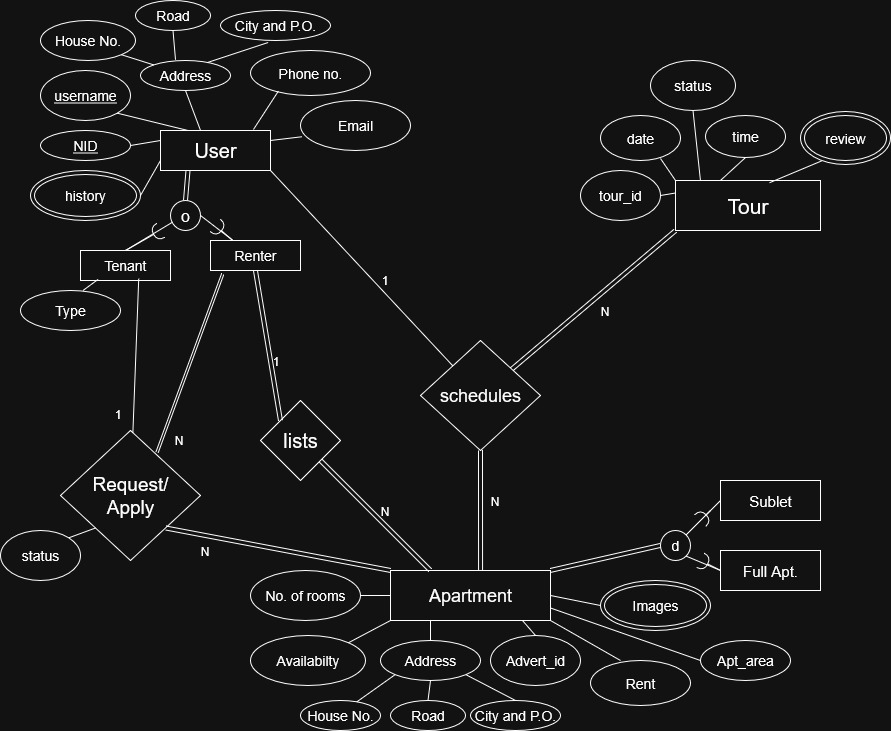 Road
City and P.O.
House No.
Address
Phone no.
username
Email
NID
User
history
o
Tenant
Renter
Type
status
date
time
review
tour_id
Tour
1
N
schedules
1
1
N
lists
Request/
Apply
N
N
N
status
Sublet
d
Full Apt.
No. of rooms
Apartment
Images
Availabilty
Address
Advert_id
Apt_area
Rent
House No.
Road
City and P.O.